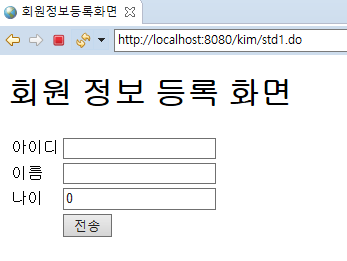 회원정보등록화면
http://localhost:8080/kim/std1.do
회원 정보 등록 화면
아이디
이름
나이 0
전송